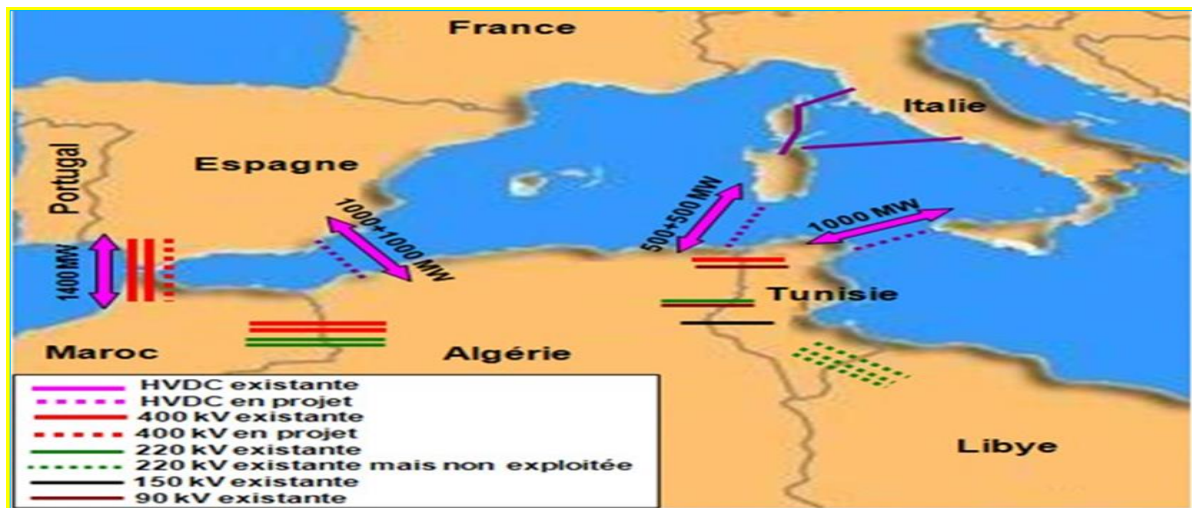 France
Italie
Espagne
Portugal
1400 MW
1000+1000 MW
500+500 MW
1000 MW
Tunisie
Maroc
Algérie
Libye
HVDC existante
HVDC en projet
400 kV existante
400 kV en projet
220 kV existante
220 kV existante mais non exploitée
150 kV existante
90 kV existante